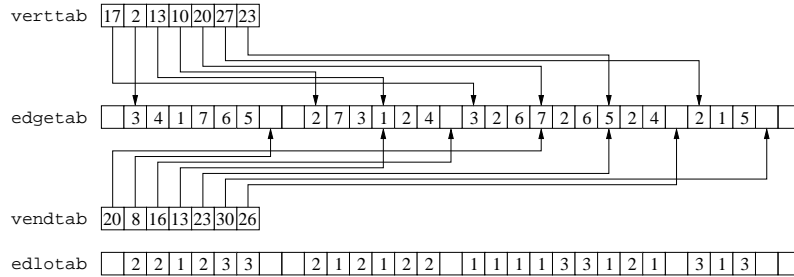 verttab 17 2 13 10 20 27 23
edgetab 3 4 1 7 6 5 2 7 3 1 2 4 3 2 6 7 2 6 5 2 4 2 1 5
vendtab 20 8 16 13 23 30 26
edlotab 2 2 1 2 3 3 2 1 2 1 2 2 1 1 1 1 3 3 1 2 1 3 1 3